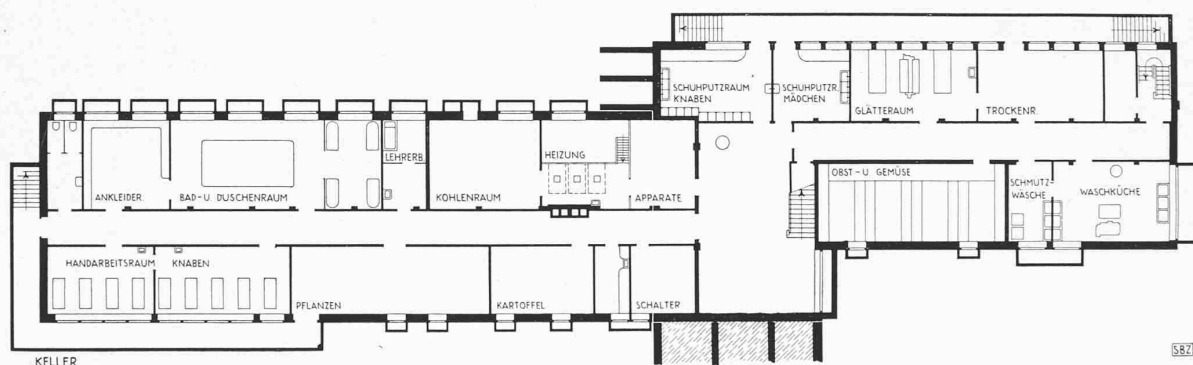 SCHUHPUTZRAUM
KNABEN
SCHUHPUTZR.
MÄDCHEN
GLÄTTERAUM
TROCKENR.
ANKLEIDER.
BAD- U. DUSCHENRAUM
LEHRERB.
KOHLENRAUM
HEIZUNG
APPARATE
OBST- U GEMÜSE
SCHMUTZ-
WÄSCHE
WASCHKÜCHE
HANDARBEITSRAUM KNABEN
PFLANZEN
KARTOFFEL
SCHALTER
KELLER
SBZ